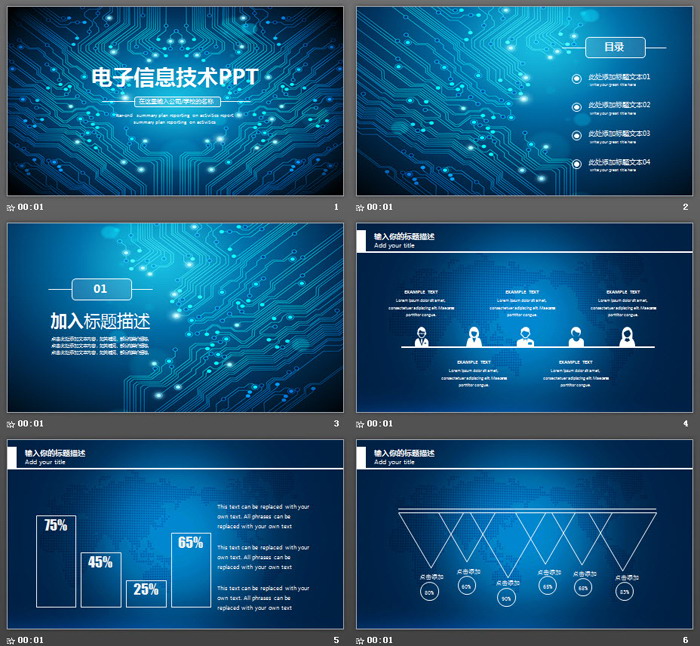 电子信息技术PPT
在这里输入公司/学校的名称
summary plan reporting on activities report
summary plan reporting on activities
00:01
1
目录
此处添加标题文本01
write your green title here
此处添加标题文本02
write your green title here
此处添加标题文本03
write your green title here
此处添加标题文本04
write your green title here
00:01
2
01
加入标题描述
00:01
3
输入你的标题描述
Add your title
EXAMPLE TEXT
Lorem ipsum dolor sit amet,
consectetuer adipiscing elit. Maecenas
porttitor congue.
EXAMPLE TEXT
Lorem ipsum dolor sit amet,
consectetuer adipiscing elit. Maecenas
porttitor congue.
EXAMPLE TEXT
Lorem ipsum dolor sit amet,
consectetuer adipiscing elit. Maecenas
porttitor congue.
EXAMPLE TEXT
Lorem ipsum dolor sit amet,
consectetuer adipiscing elit. Maecenas
porttitor congue.
EXAMPLE TEXT
Lorem ipsum dolor sit amet,
consectetuer adipiscing elit. Maecenas
porttitor congue.
00:01
4
输入你的标题描述
Add your title
75%
45%
25%
65%
This text can be replaced with your
own text. All phrases can be
replaced with your own text
This text can be replaced with your
own text. All phrases can be
replaced with your own text
This text can be replaced with your
own text. All phrases can be
replaced with your own text
00:01
5
输入你的标题描述
Add your title
点击添加
80%
点击添加
60%
点击添加
90%
点击添加
点击添加
点击添加
00:01
6